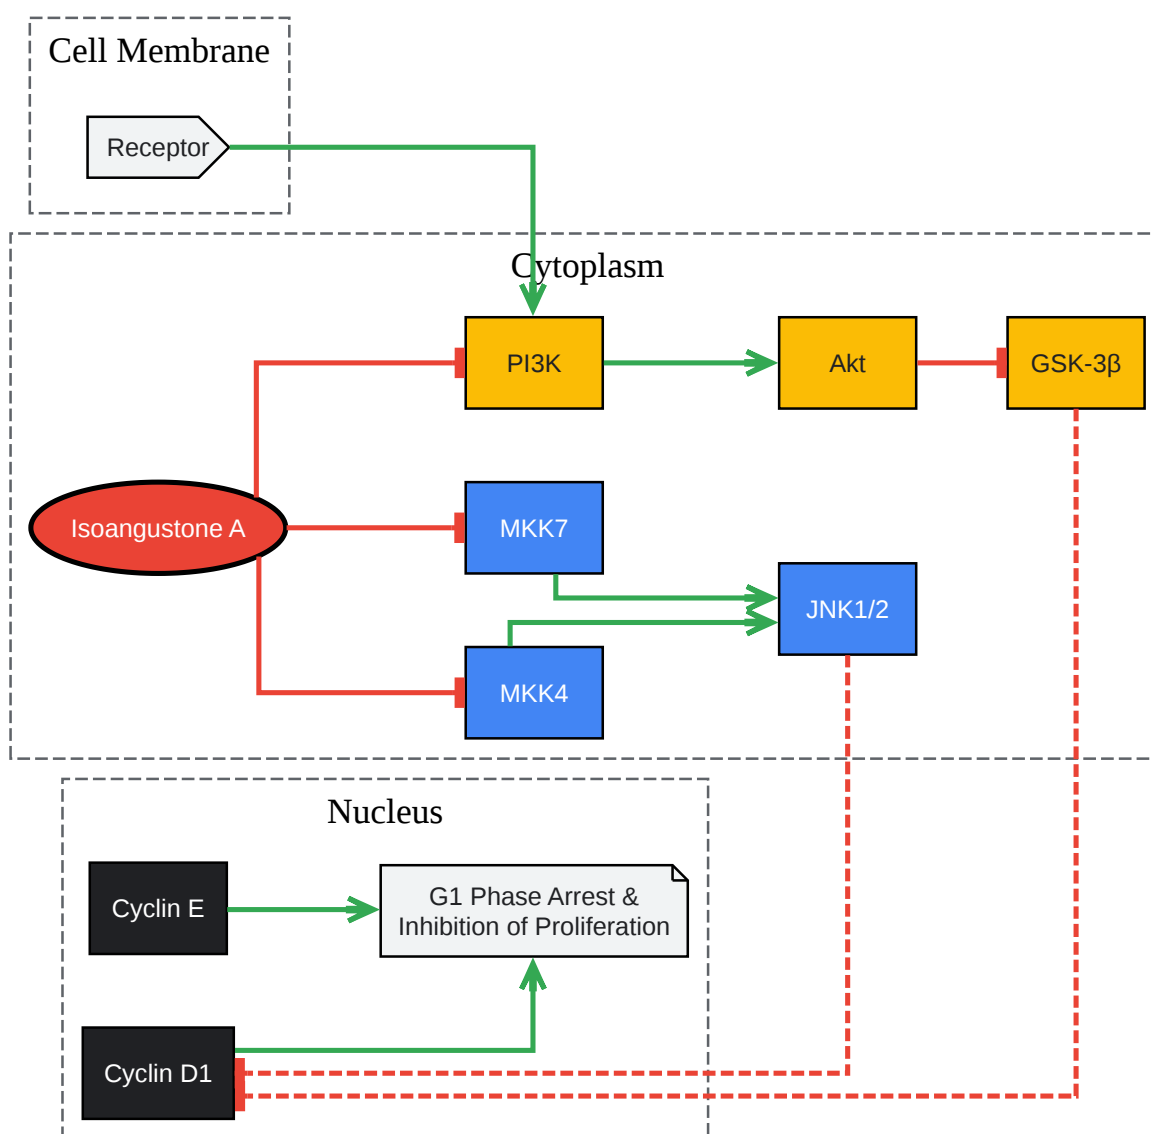 Cell Membrane
Receptor
Cytoplasm
PI3K
Akt
GSK-3β
Isoangustone A
MKK7
JNK1/2
MKK4
Nucleus
Cyclin E
G1 Phase Arrest &
Inhibition of Proliferation
Cyclin D1